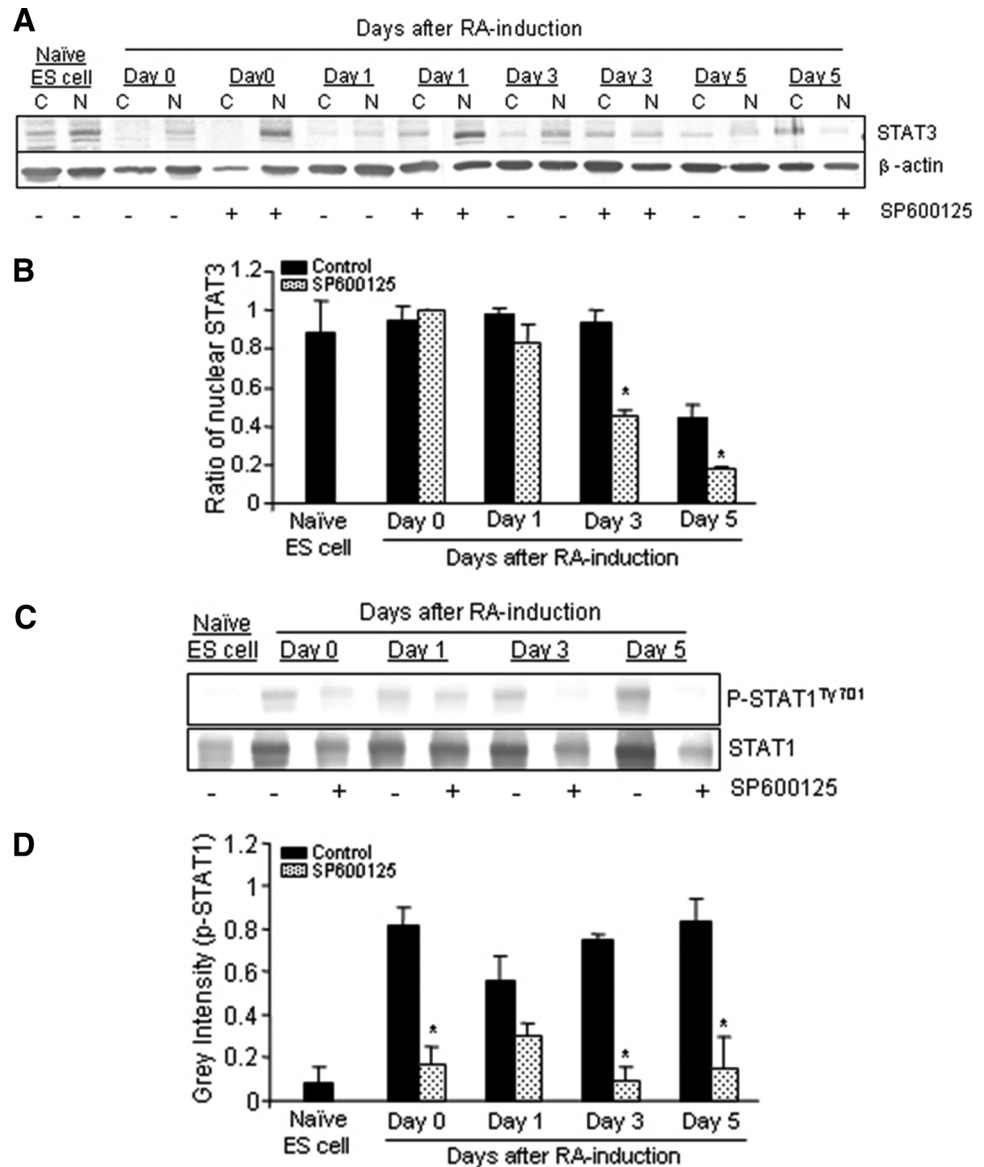 A
Days after RA-induction
Naïve
ES cell Day 0 Day0 Day 1 Day 1 Day 3 Day 3 Day 5 Day 5
C N C N C N C N C N C N C N C N C N
STAT3
β-actin
- - - - + + - - + + - - + + - - + + SP600125
B
Ratio of nuclear STAT3
Control
SP600125
1.2
1
0.8
0.6
0.4
0.2
0
* *
Naïve
ES cell Day 0 Day 1 Day 3 Day 5
Days after RA-induction
C
Days after RA-induction
Naïve
ES cell Day 0 Day 1 Day 3 Day 5
P-STAT1Ty701
STAT1
- - + - + - + - + SP600125
D
Grey Intensity (p-STAT1)
Control
SP600125
1.2
1
0.8
0.6
0.4
0.2
0
* * *
Naïve
ES cell Day 0 Day 1 Day 3 Day 5
Days after RA-induction